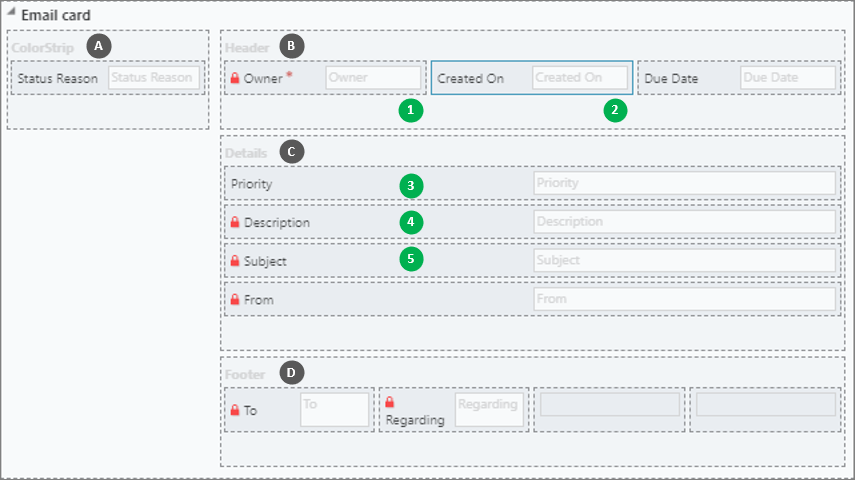 Email card
ColorStrip A
Status Reason Status Reason
Header B
Owner * Owner Created On Created On Due Date Due Date
1 2
Details C
Priority 3 Priority
Description 4 Description
Subject 5 Subject
From From
Footer D
To To Regarding Regarding